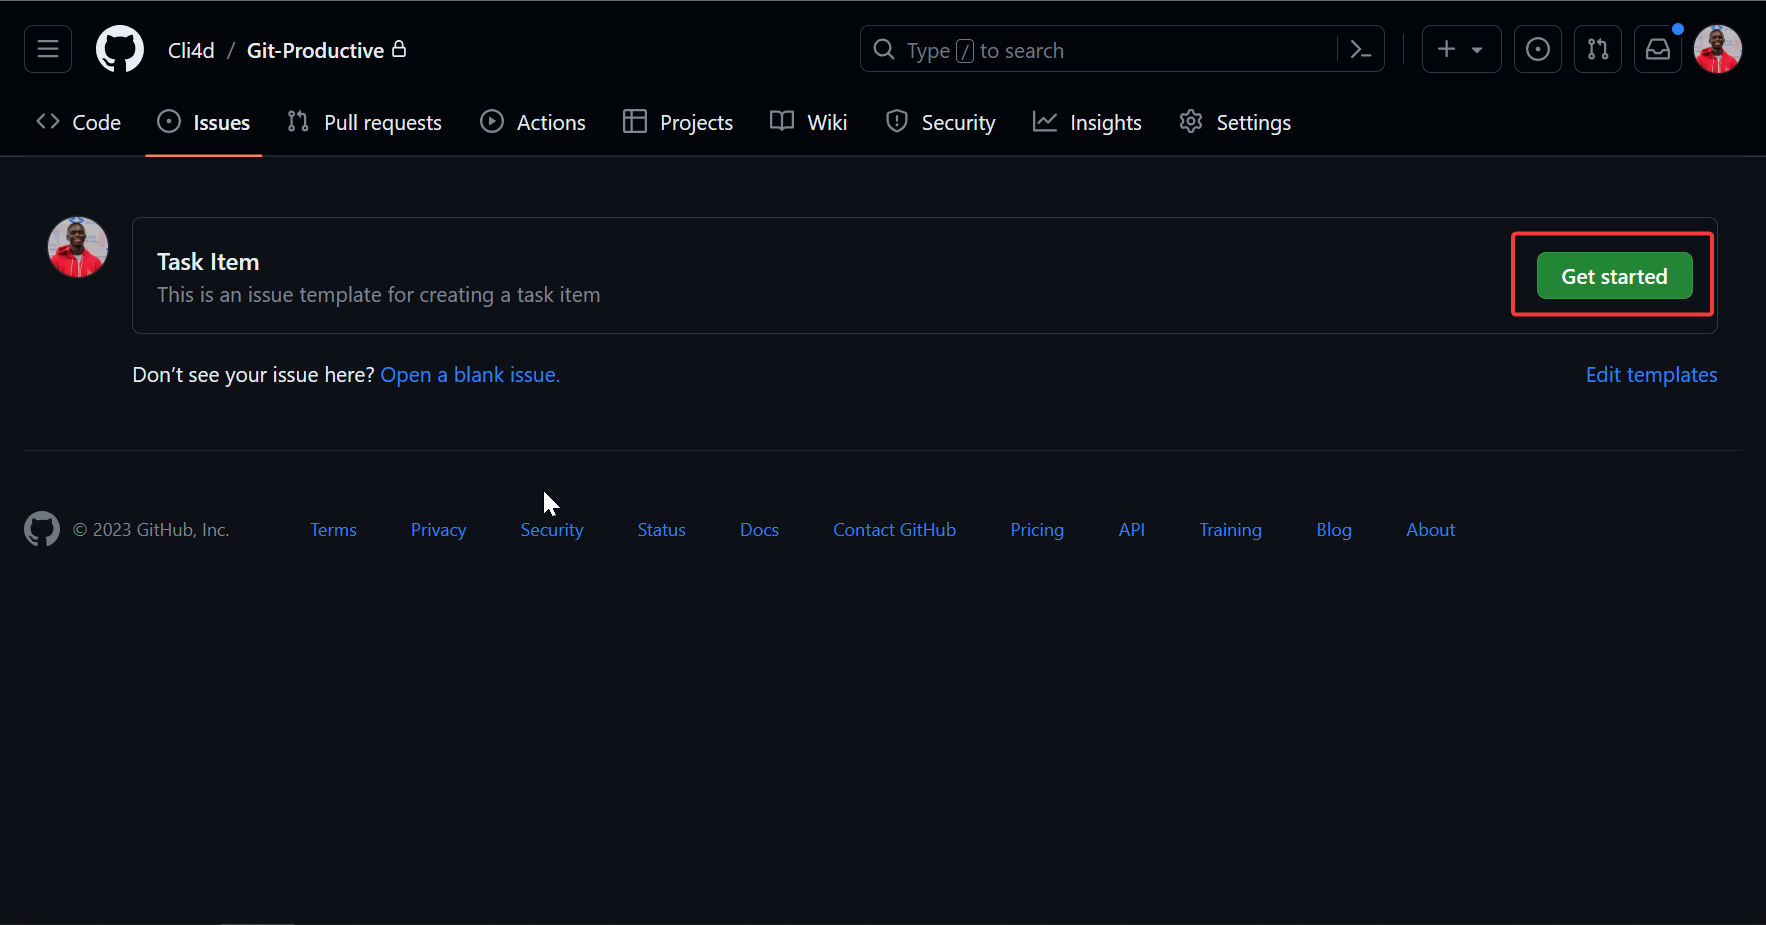 Cli4d / Git-Productive
Type / to search
Code Issues Pull requests Actions Projects Wiki Security Insights Settings
Task Item
This is an issue template for creating a task item
Get started
Don’t see your issue here? Open a blank issue.
Edit templates
© 2023 GitHub, Inc. Terms Privacy Security Status Docs Contact GitHub Pricing API Training Blog About